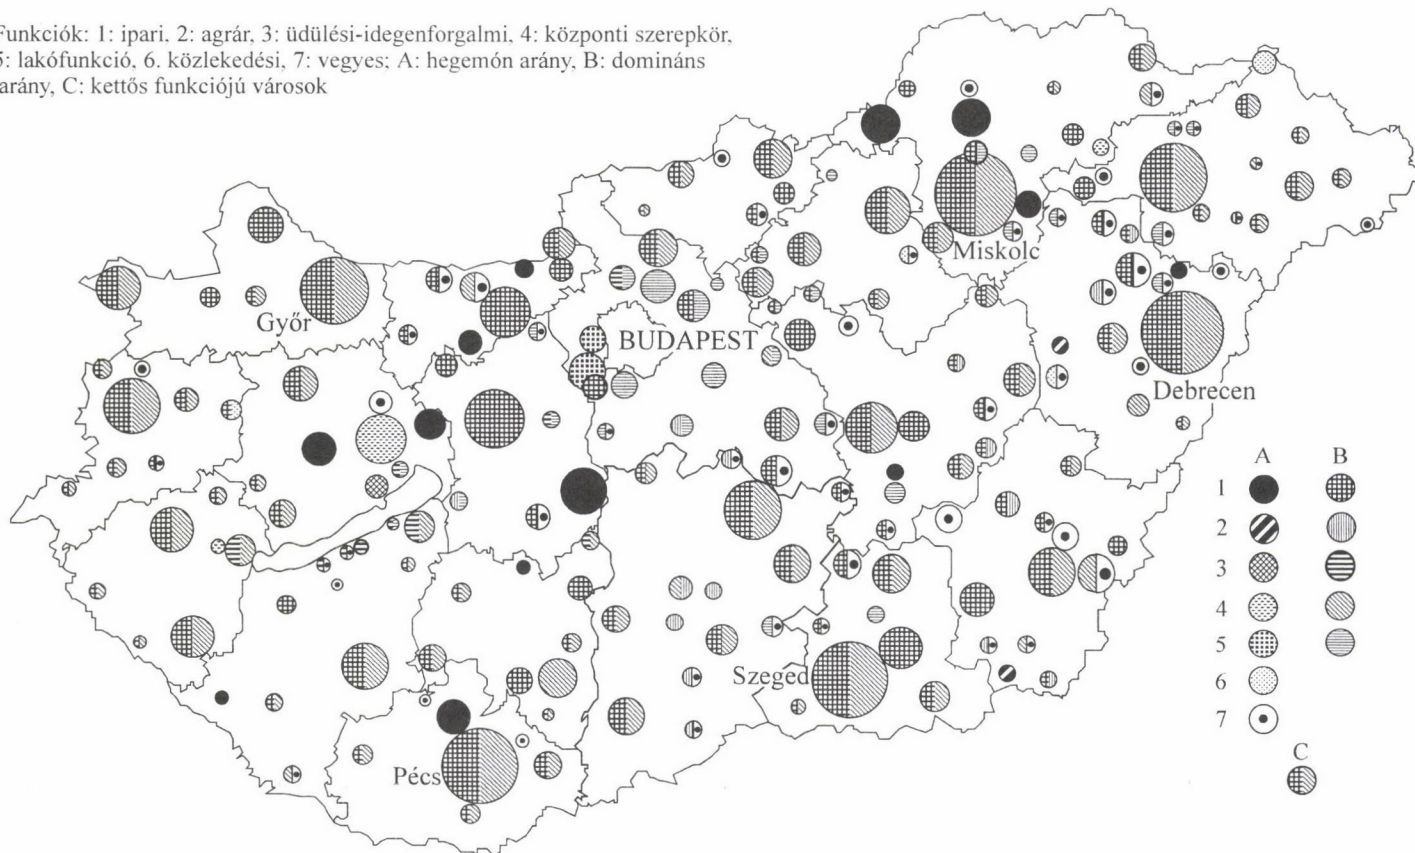 Funkciók: 1: ipari, 2: agrár, 3: üdülési-idegenforgalmi, 4: központi szerepkör,
5: lakófunkció, 6. közlekedési, 7: vegyes; A: hegemón arány, B: domináns
arány, C: kettős funkciójú városok
Miskolc
Győr
BUDAPEST
Debrecen
A B
1
2
3
4
Szeged
5
6
7
C
Pécs